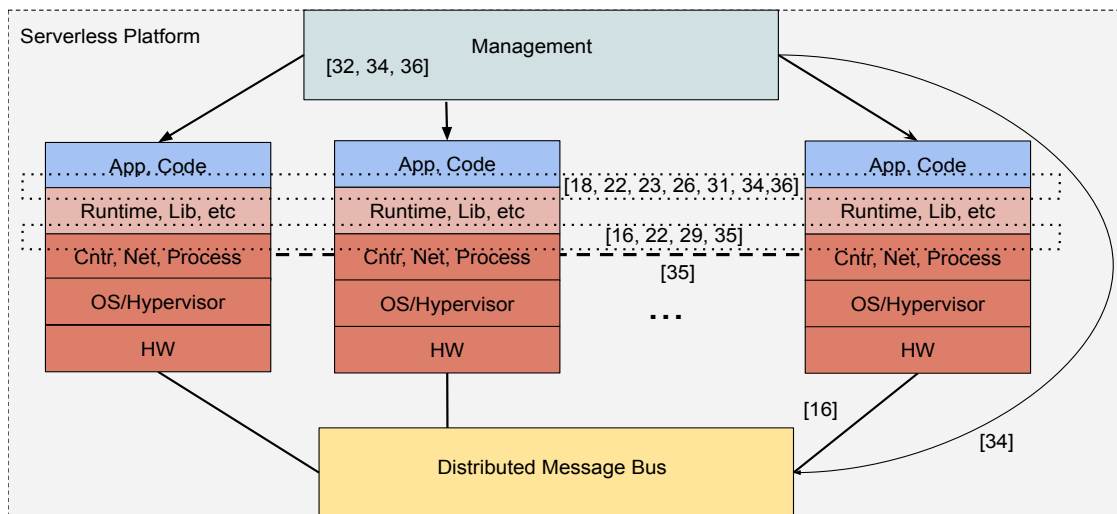 Serverless Platform
Management
[32, 34, 36]
App, Code
App, Code
App, Code
[18, 22, 23, 26, 31, 34,36]
Runtime, Lib, etc
Runtime, Lib, etc
Runtime, Lib, etc
[16, 22, 29, 35]
Cntr, Net, Process
Cntr, Net, Process
Cntr, Net, Process
[35]
OS/Hypervisor
OS/Hypervisor
OS/Hypervisor
...
HW
HW
HW
[16]
[34]
Distributed Message Bus